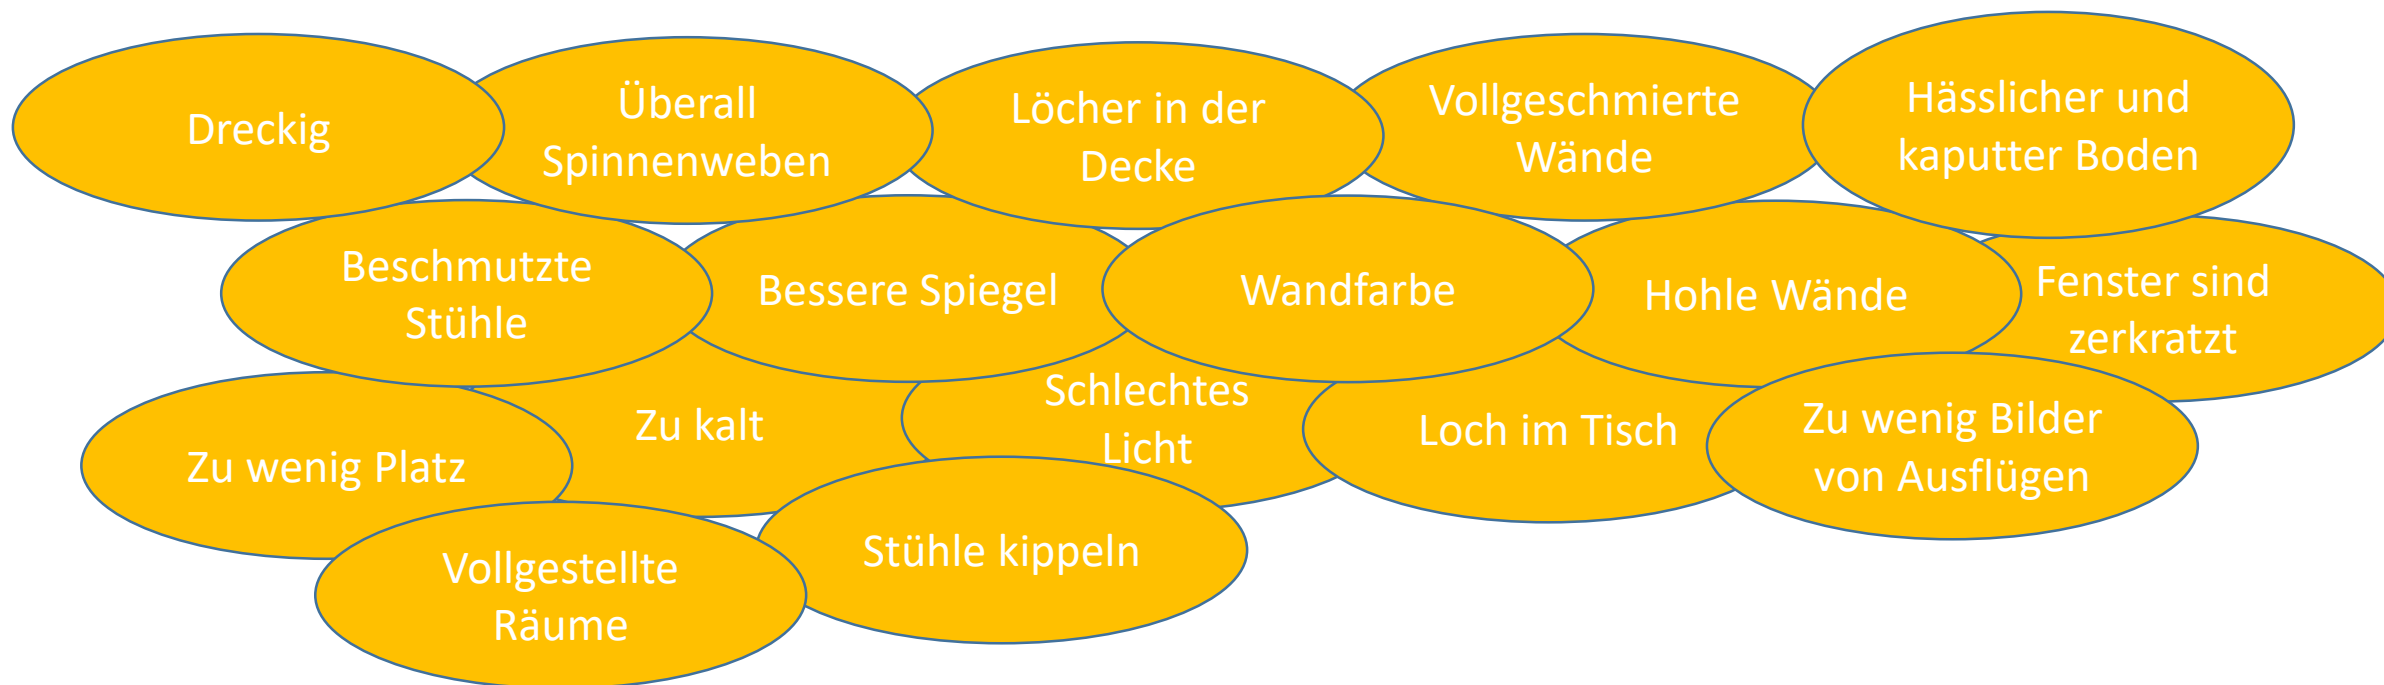 Dreckig
Überall
Spinnenweben
Löcher in der
Decke
Vollgeschmierte
Wände
Hässlicher und
kaputter Boden
Beschmutzte
Stühle
Bessere Spiegel
Wandfarbe
Hohle Wände
Fenster sind
zerkratzt
Zu wenig Platz
Zu kalt
Schlechtes
Licht
Loch im Tisch
Zu wenig Bilder
von Ausflügen
Vollgestellte
Räume
Stühle kippeln